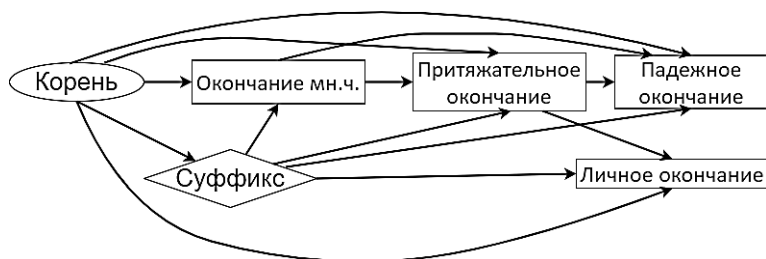 Корень
Окончание мн.ч.
Притяжательное
окончание
Падежное
окончание
Суффикс
Личное окончание